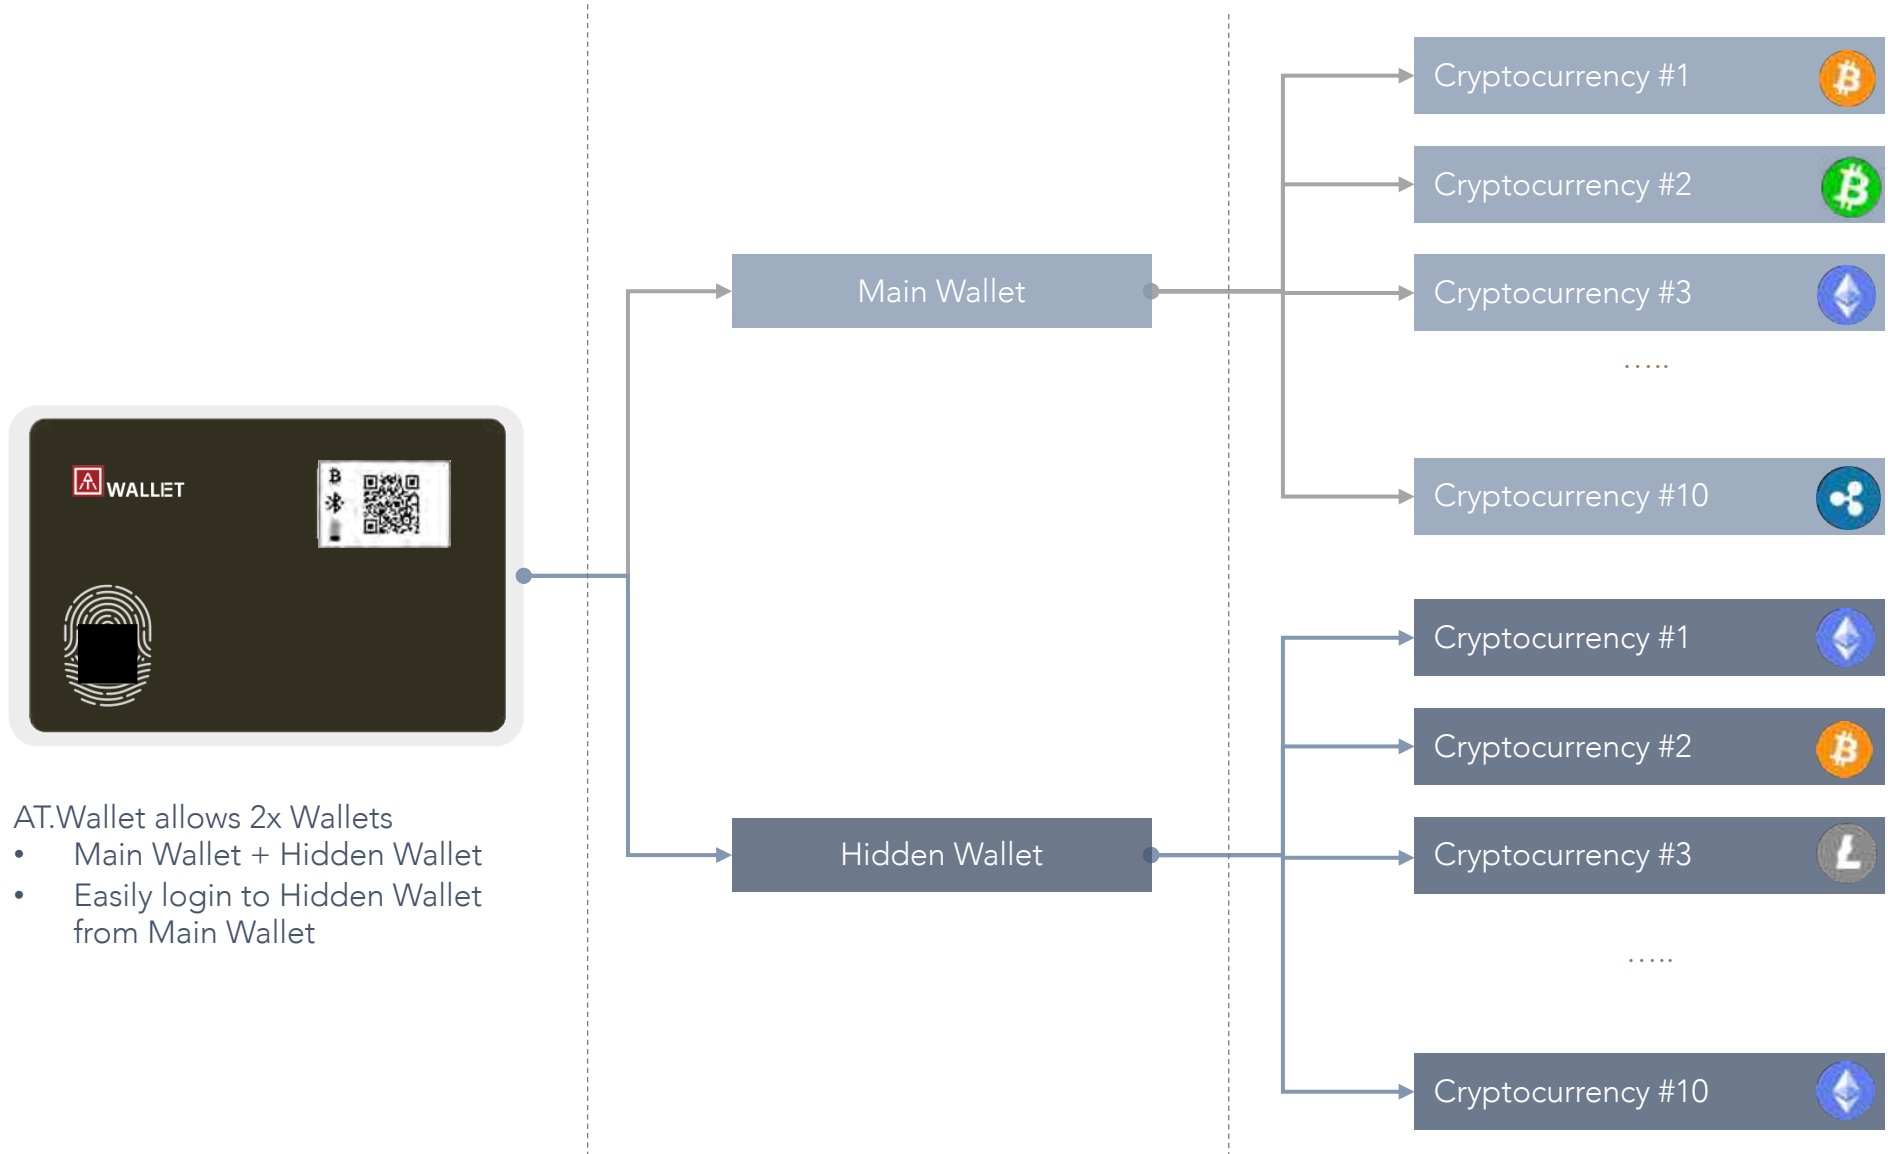 WALLET
AT.Wallet allows 2x Wallets
• Main Wallet + Hidden Wallet
• Easily login to Hidden Wallet
from Main Wallet
Main Wallet
Hidden Wallet
Cryptocurrency #1
Cryptocurrency #2
Cryptocurrency #3
.....
Cryptocurrency #10
Cryptocurrency #1
Cryptocurrency #2
Cryptocurrency #3
.....
Cryptocurrency #10